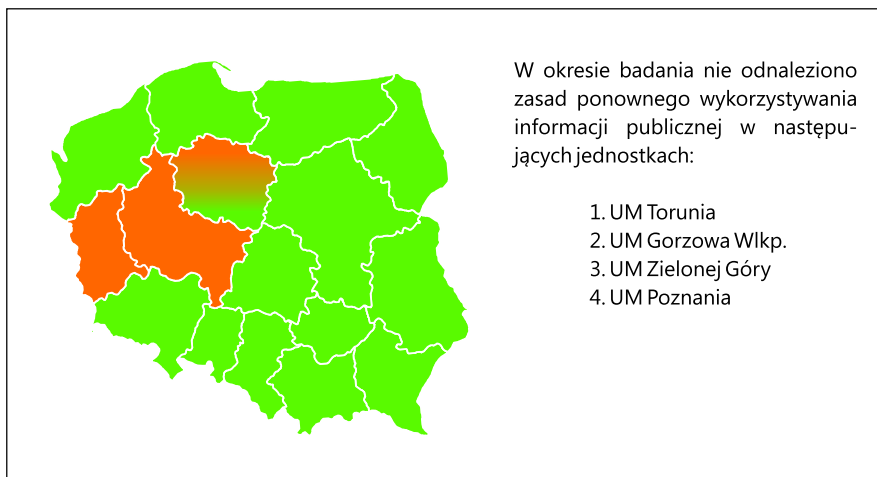 W okresie badania nie odnaleziono
zasad ponownego wykorzystywania
informacji publicznej w następu-
jących jednostkach:
1. UM Torunia
2. UM Gorzowa Wlkp.
3. UM Zielonej Góry
4. UM Poznania